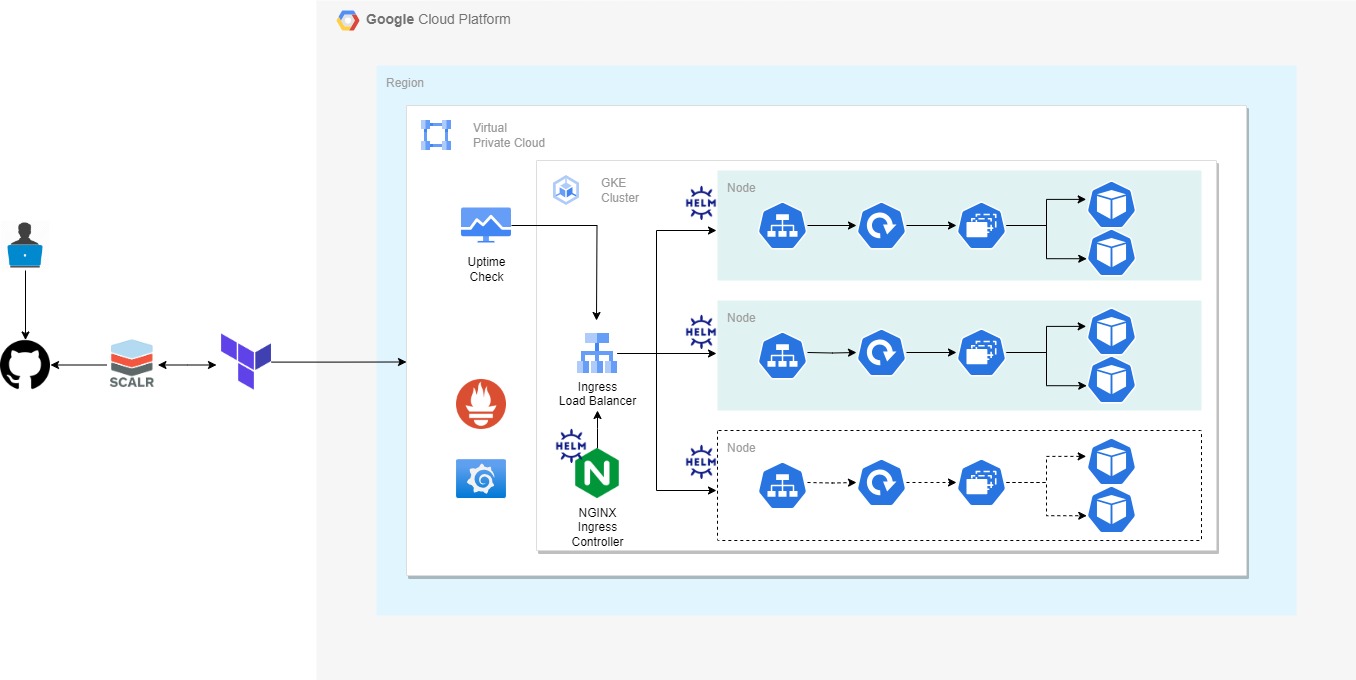 Google Cloud Platform
Region
Virtual
Private Cloud
GKE
Cluster
HELM
Node
Uptime
Check
HELM
Node
Ingress
Load Balancer
SCALR
HELM
HELM
Node
NGINX
Ingress
Controller